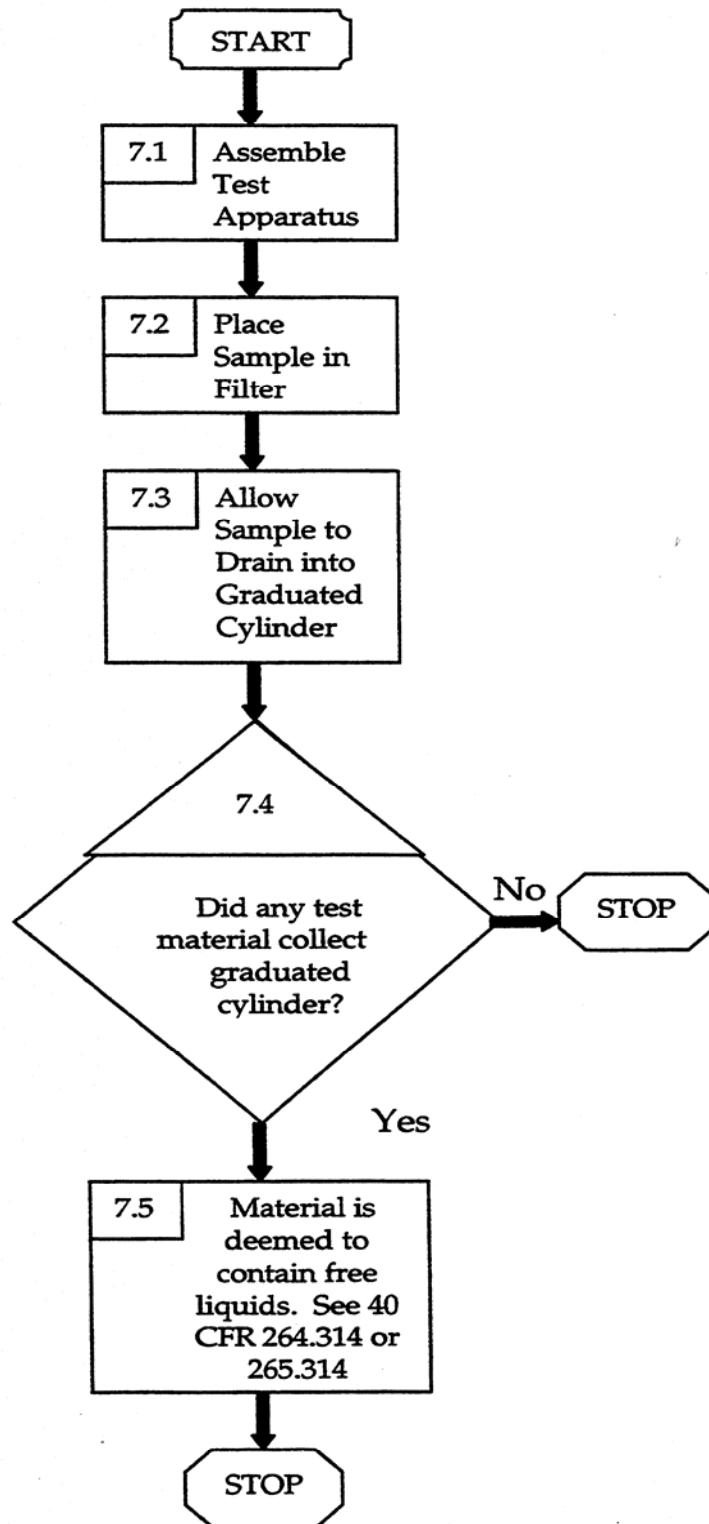 START
7.1
Assemble
Test
Apparatus
7.2
Place
Sample in
Filter
7.3
Allow
Sample to
Drain into
Graduated
Cylinder
7.4
Did any test
material collect
graduated
cylinder?
No
STOP
Yes
7.5
Material is
deemed to
contain free
liquids. See 40
CFR 264.314 or
265.314
STOP